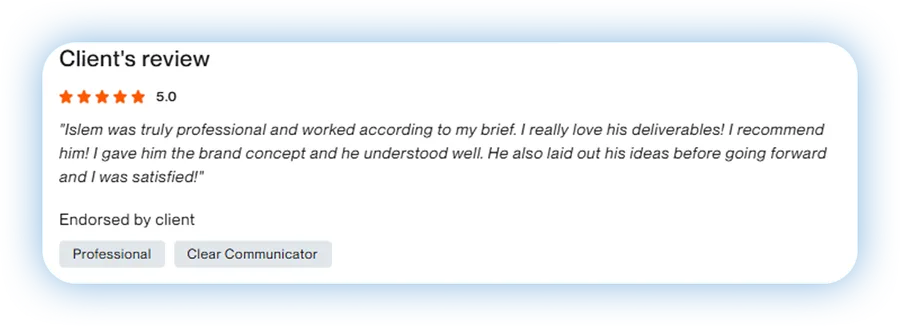 Client's review
5.0
"Islem was truly professional and worked according to my brief. I really love his deliverables! I recommend
him! I gave him the brand concept and he understood well. He also laid out his ideas before going forward
and I was satisfied!"
Endorsed by client
Professional Clear Communicator